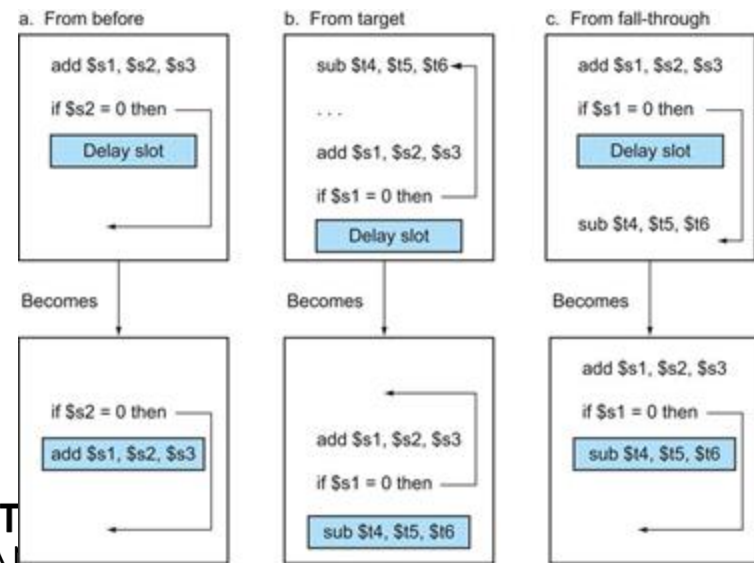 a. From before
add $s1, $s2, $s3
if $s2 = 0 then
Delay slot
Becomes
if $s2 = 0 then
add $s1, $s2, $s3
b. From target
sub $t4, $t5, $t6
. . .
add $s1, $s2, $s3
if $s1 = 0 then
Delay slot
Becomes
add $s1, $s2, $s3
if $s1 = 0 then
sub $t4, $t5, $t6
c. From fall-through
add $s1, $s2, $s3
if $s1 = 0 then
Delay slot
sub $t4, $t5, $t6
Becomes
add $s1, $s2, $s3
if $s1 = 0 then
sub $t4, $t5, $t6
T